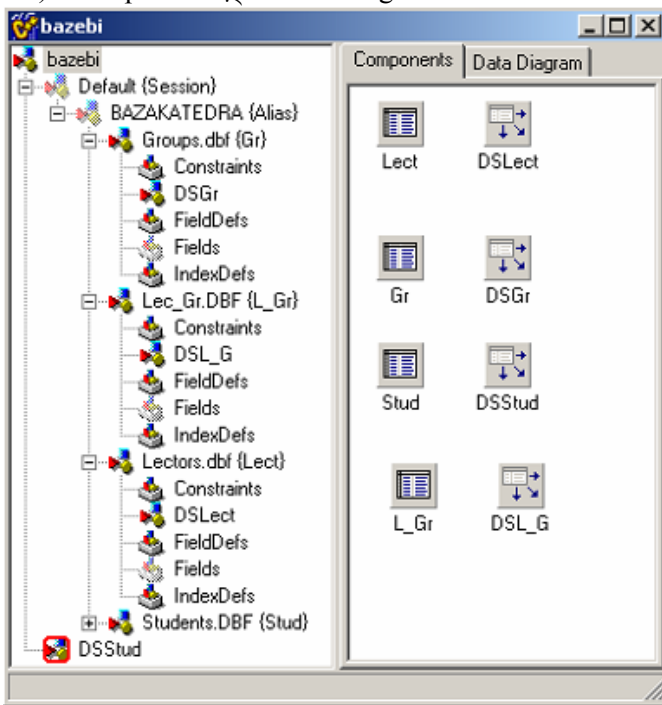 bazebi
bazebi
Default {Session}
BAZAKATEDRA {Alias}
Groups.dbf {Gr}
Constraints
DSGr
FieldDefs
Fields
IndexDefs
Lec_Gr.DBF {L_Gr}
Constraints
DSL_G
FieldDefs
Fields
IndexDefs
Lectors.dbf {Lect}
Constraints
DSLect
FieldDefs
Fields
IndexDefs
Students.DBF {Stud}
DSStud
Components Data Diagram
Lect DSLect
Gr DSGr
Stud DSStud
L_Gr DSL_G